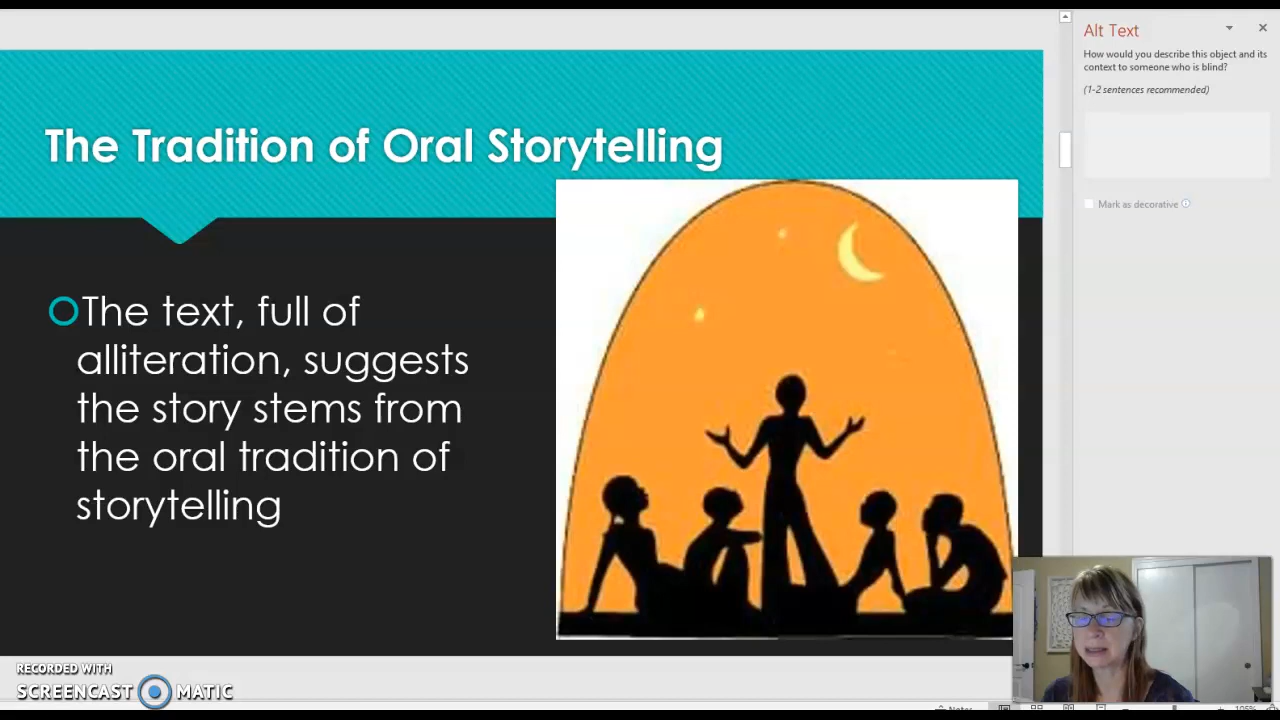 The Tradition of Oral Storytelling
The text, full of
alliteration, suggests
the story stems from
the oral tradition of
storytelling
Alt Text
How would you describe this object and its
context to someone who is blind?
(1-2 sentences recommended)
Mark as decorative
RECORDED WITH
SCREENCAST MATIC